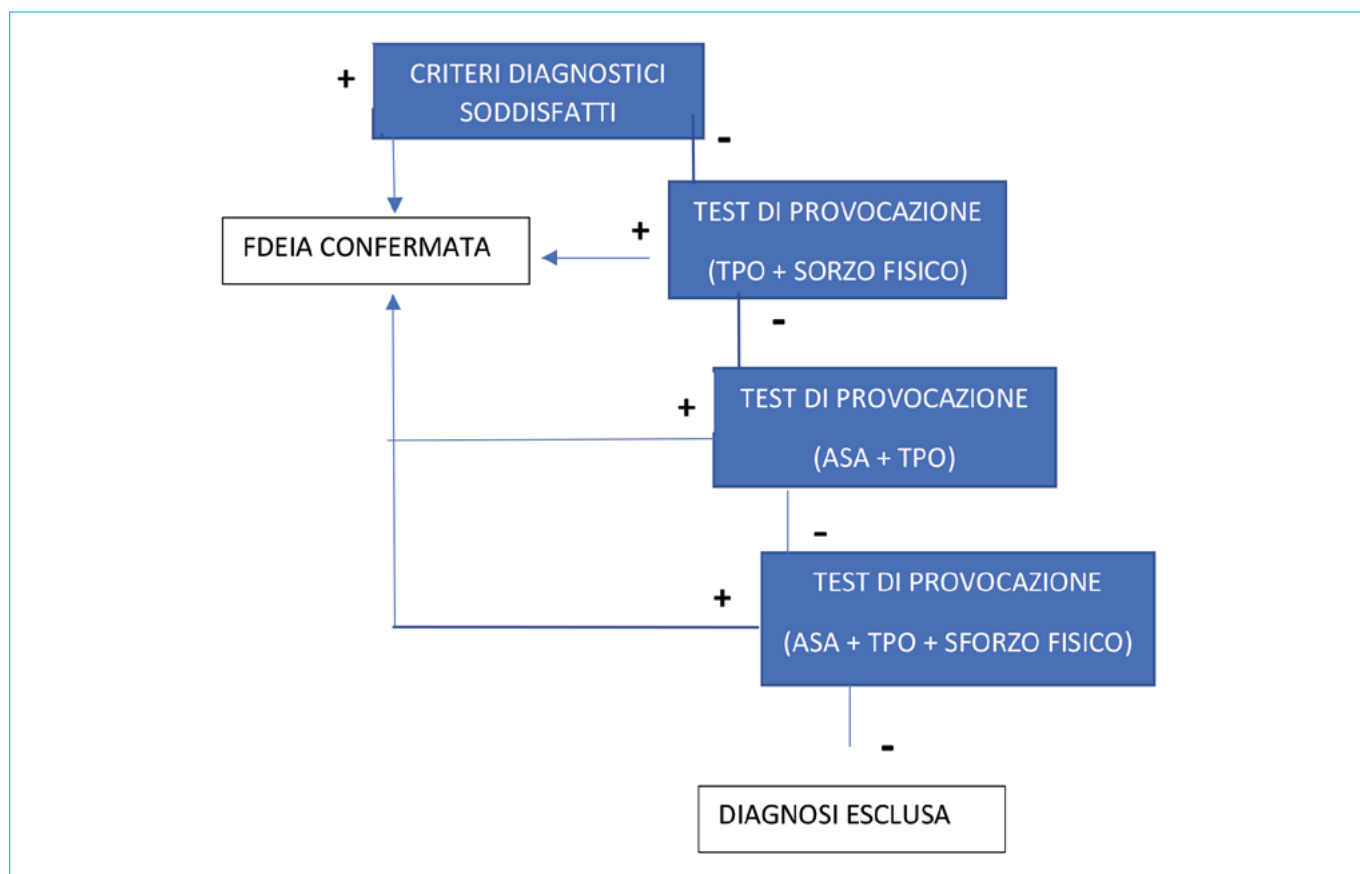 +
CRITERI DIAGNOSTICI
SODDISFATTI
-
FDEIA CONFERMATA
+
TEST DI PROVOCAZIONE
(TPO + SORZO FISICO)
-
+
TEST DI PROVOCAZIONE
(ASA + TPO)
-
+
TEST DI PROVOCAZIONE
(ASA + TPO + SFORZO FISICO)
-
DIAGNOSI ESCLUSA